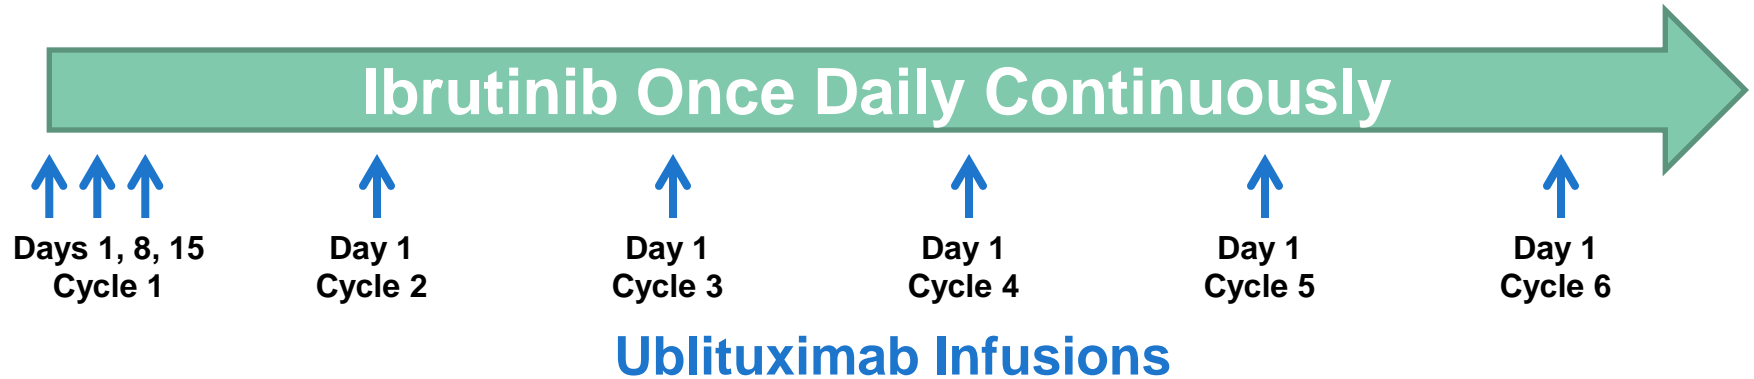 Ibrutinib Once Daily Continuously
Days 1, 8, 15
Cycle 1
Day 1
Cycle 2
Day 1
Cycle 3
Day 1
Cycle 4
Day 1
Cycle 5
Day 1
Cycle 6
Ublituximab Infusions